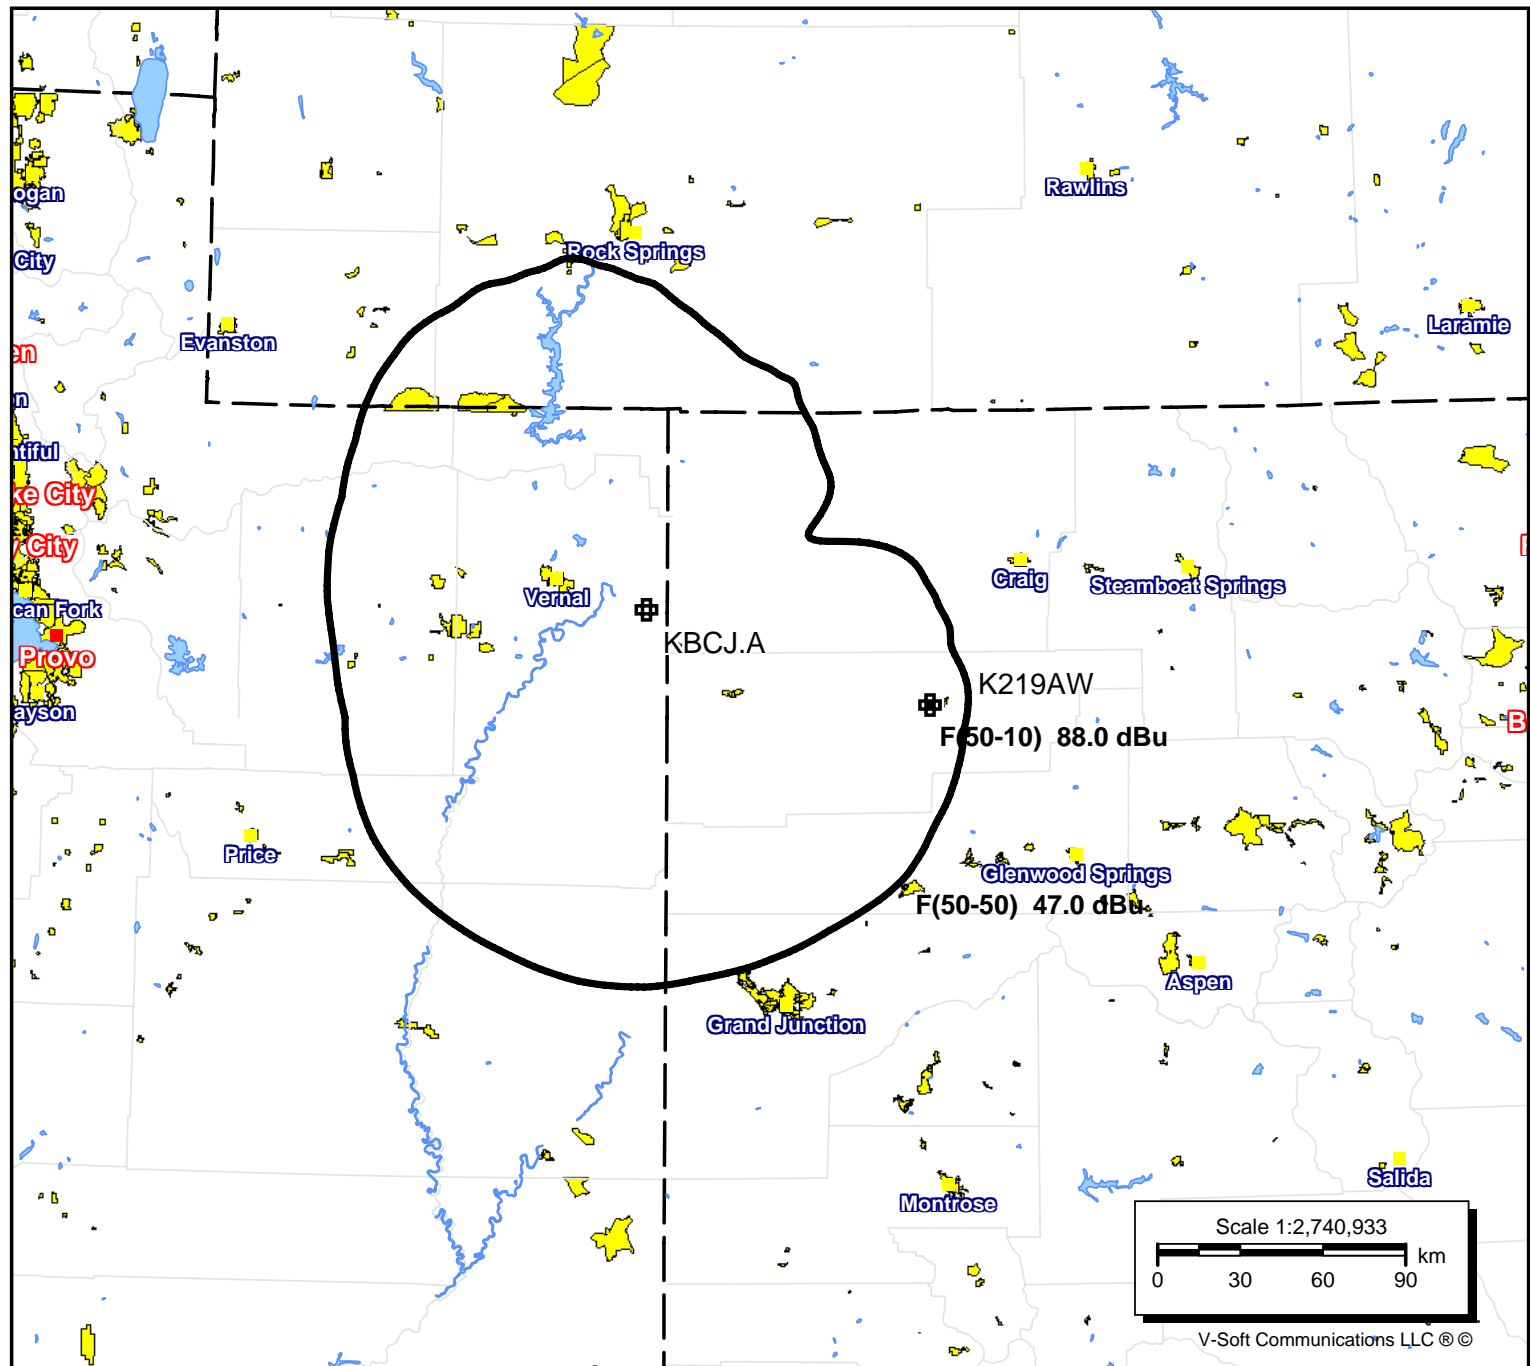 Rawlins
ogan
City
Rock Springs
Laramie
Evanston
en
n
ntiful
ke City
y City
Craig
Steamboat Springs
Vernal
can Fork
KBCJ.A
Provo
K219AW
ayson
B
F(50-10) 88.0 dBu
Price
Glenwood Springs
F(50-50) 47.0 dBu
Aspen
Grand Junction
Salida
Montrose
Scale 1:2,740,933
km
0 30 60 90
V-Soft Communications LLC ® ©